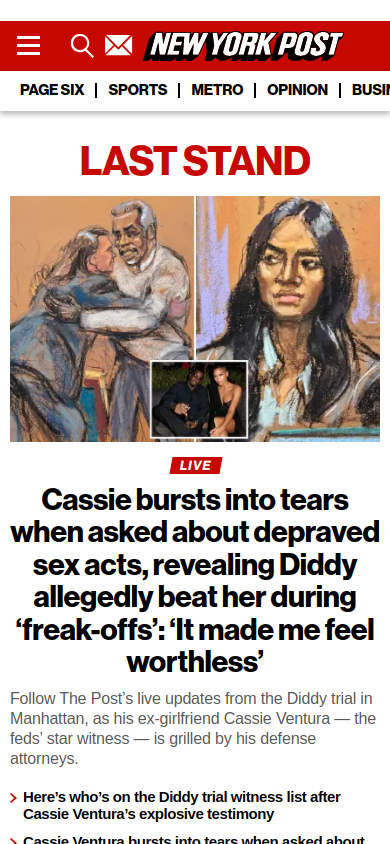 NEW YORK POST
PAGE SIX | SPORTS | METRO | OPINION | BUSI
LAST STAND
LIVE
Cassie bursts into tears
when asked about depraved
sex acts, revealing Diddy
allegedly beat her during
‘freak-offs’: ‘It made me feel
worthless’
Follow The Post’s live updates from the Diddy trial in
Manhattan, as his ex-girlfriend Cassie Ventura — the
feds’ star witness — is grilled by his defense
attorneys.
Here’s who’s on the Diddy trial witness list after
Cassie Ventura’s explosive testimony
Cassie Ventura bursts into tears when asked about